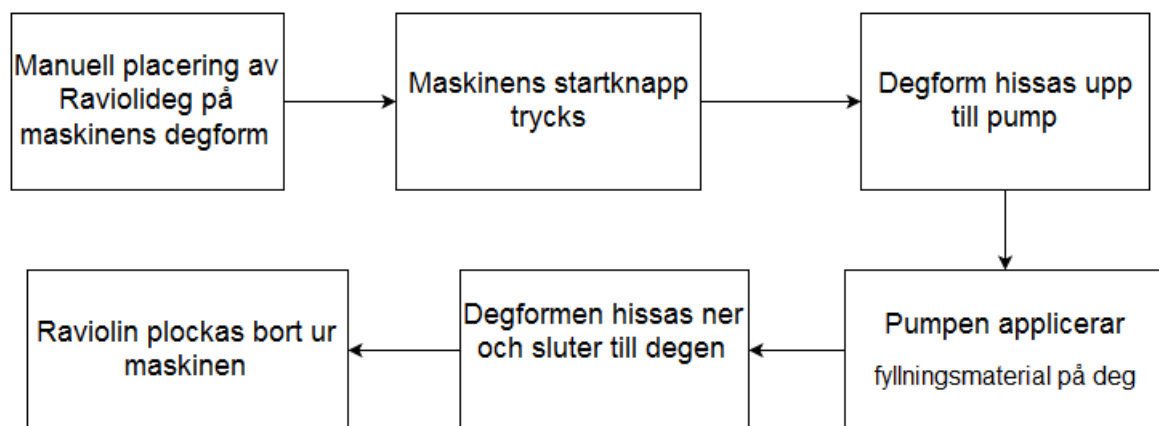 Manuell placering av
Raviolideg på
maskinens degform
Maskinens startknapp
trycks
Degform hissas upp
till pump
Pumpen applicerar
fyllningsmaterial på deg
Degformen hissas ner
och sluter till degen
Raviolin plockas bort ur
maskinen